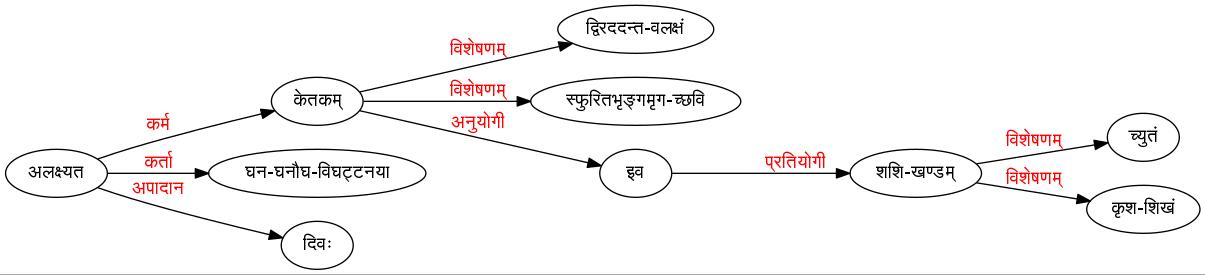 द्विरददन्त-वलक्षं
विशेषणम्
केतकम्
विशेषणम्
स्फुरितभृङ्गमृग-च्छवि
अनुयोगी
कर्म
च्युतं
विशेषणम्
अलक्ष्यत
कर्ता
घन-घनौघ-विघट्टनया
इव
प्रतियोगी
शशि-खण्डम्
अपादान
विशेषणम्
कृश-शिखं
दिवः